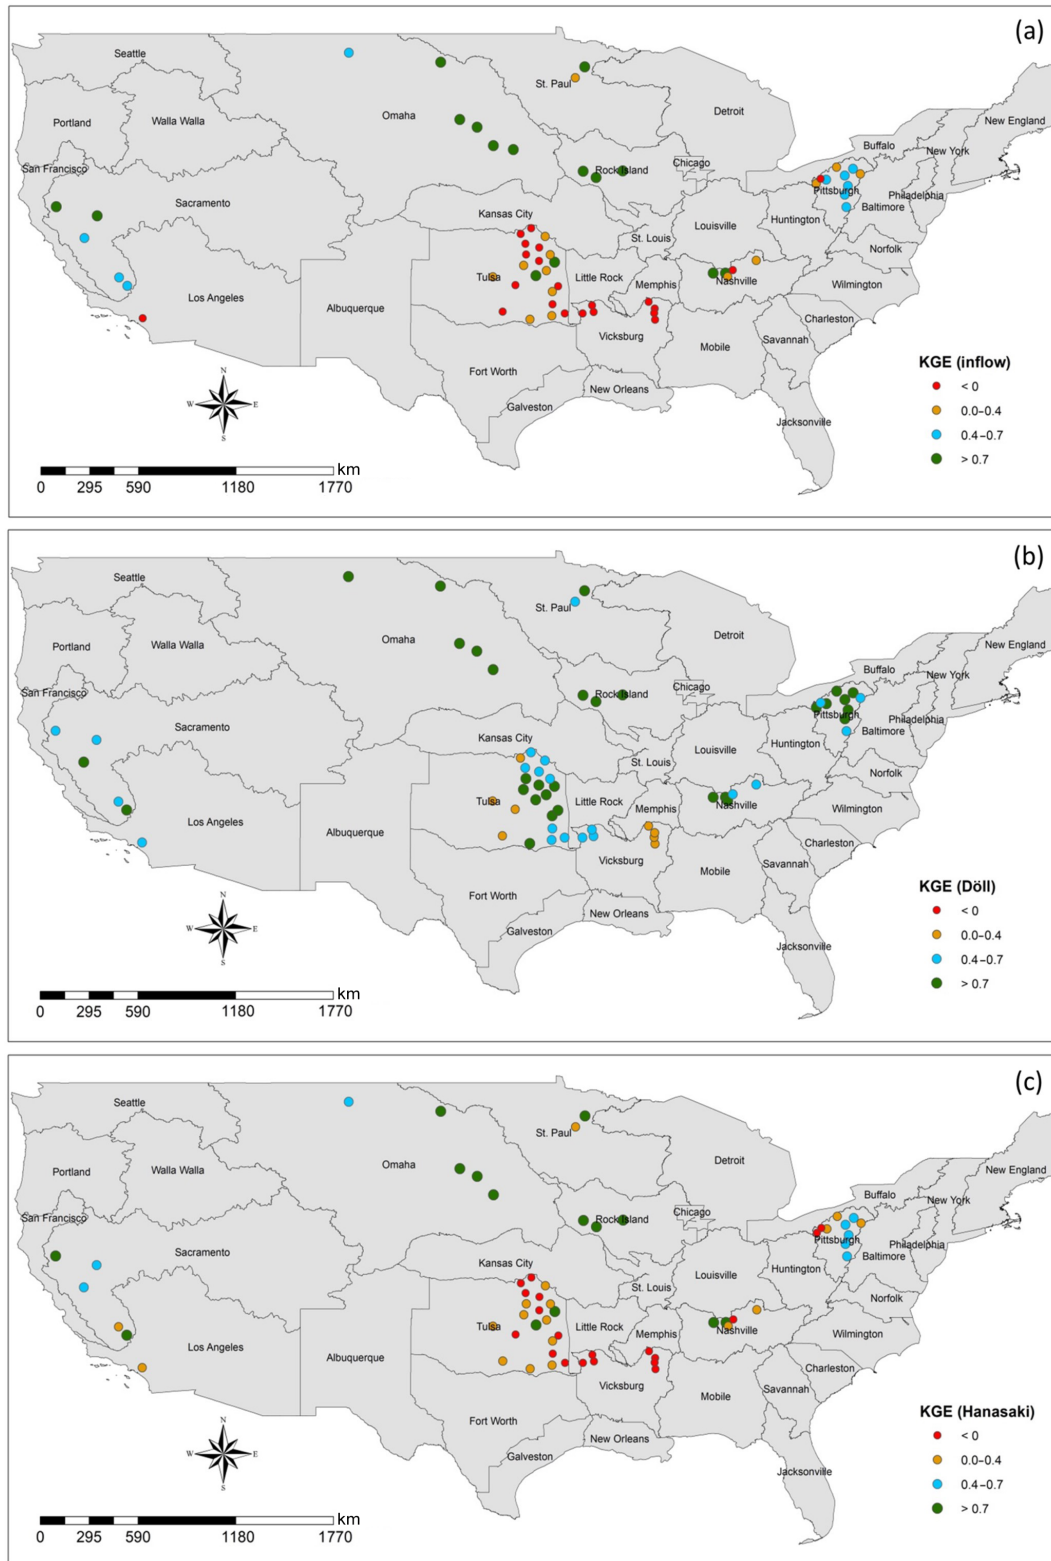 (a)
Seattle
St. Paul
Portland
Walla Walla
Omaha
Detroit
New England
Buffalo
New York
San Francisco
Rock Island
Chicago
Pittsburgh
Philadelphia
Sacramento
Kansas City
Louisville
Huntington
Baltimore
St. Louis
Norfolk
Tulsa
Little Rock
Memphis
Nashville
Wilmington
Los Angeles
Albuquerque
Charleston
Vicksburg
Mobile
Savannah
Fort Worth
New Orleans
Galveston
Jacksonville
N
W E
S
km
0 295 590 1180 1770
KGE (inflow)
< 0
0.0–0.4
0.4–0.7
> 0.7
(b)
Seattle
St. Paul
Portland
Walla Walla
Omaha
Detroit
New England
Buffalo
New York
San Francisco
Rock Island
Chicago
Pittsburgh
Philadelphia
Sacramento
Kansas City
Louisville
Huntington
Baltimore
St. Louis
Norfolk
Tulsa
Little Rock
Memphis
Nashville
Wilmington
Los Angeles
Albuquerque
Charleston
Vicksburg
Mobile
Savannah
Fort Worth
New Orleans
Galveston
Jacksonville
N
W E
S
km
0 295 590 1180 1770
KGE (Döll)
< 0
0.0–0.4
0.4–0.7
> 0.7
(c)
Seattle
St. Paul
Portland
Walla Walla
Omaha
Detroit
New England
Buffalo
New York
San Francisco
Rock Island
Chicago
Pittsburgh
Philadelphia
Sacramento
Kansas City
Louisville
Huntington
Baltimore
St. Louis
Norfolk
Tulsa
Little Rock
Memphis
Nashville
Wilmington
Los Angeles
Albuquerque
Charleston
Vicksburg
Mobile
Savannah
Fort Worth
New Orleans
Galveston
Jacksonville
N
W E
S
km
0 295 590 1180 1770
KGE (Hanasaki)
< 0
0.0–0.4
0.4–0.7
> 0.7